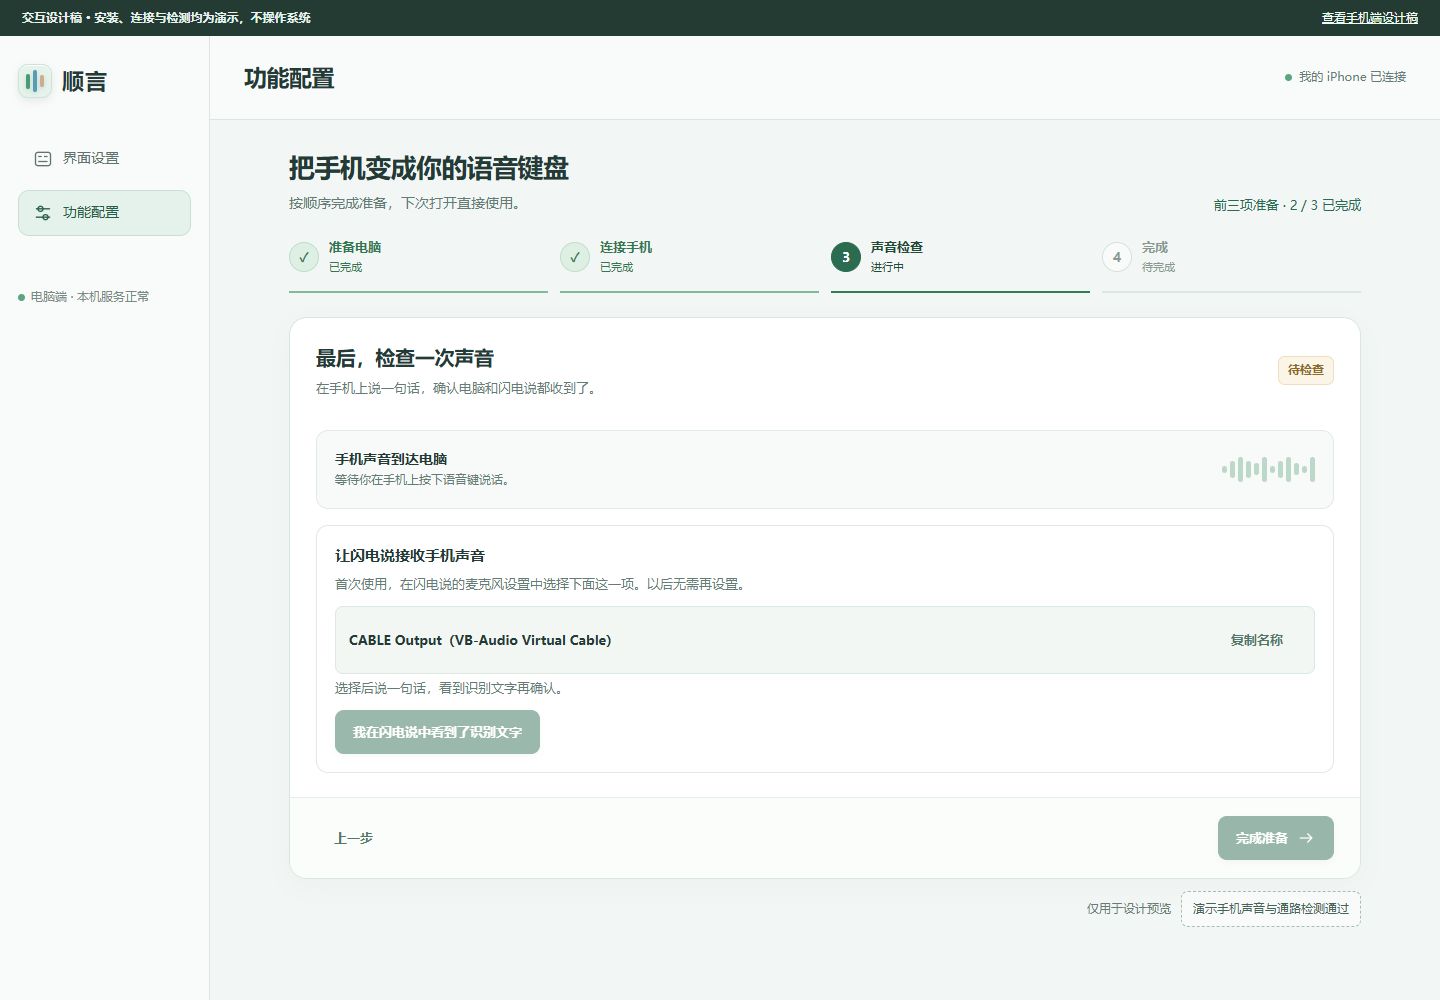 交互设计稿 • 安装、连接与检测均为演示，不操作系统
查看手机端设计稿
顺言
界面设置
功能配置
电脑端 · 本机服务正常
功能配置
我的 iPhone 已连接
把手机变成你的语音键盘
按顺序完成准备，下次打开直接使用。
前三项准备 · 2 / 3 已完成
✓ 准备电脑
已完成
✓ 连接手机
已完成
3 声音检查
进行中
4 完成
待完成
最后，检查一次声音
在手机上说一句话，确认电脑和闪电说都收到了。
待检查
手机声音到达电脑
等待你在手机上按下语音键说话。
让闪电说接收手机声音
首次使用，在闪电说的麦克风设置中选择下面这一项。以后无需再设置。
CABLE Output（VB-Audio Virtual Cable）
复制名称
选择后说一句话，看到识别文字再确认。
我在闪电说中看到了识别文字
上一步
完成准备 →
仅用于设计预览
演示手机声音与通路检测通过